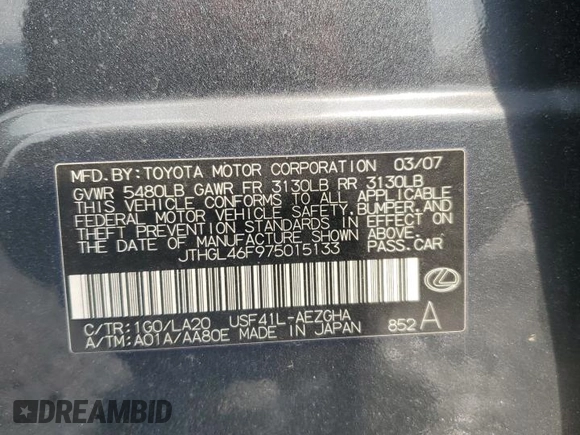 MFD.BY:TOYOTA MOTOR CORPORATION 03/07
GVWR 5480LB GAWR FR 3130LB RR 3130LB
THIS VEHICLE CONFORMS TO ALL APPLICABLE
FEDERAL MOTOR VEHICLE SAFETY, BUMPER, AND
THEFT PREVENTION STANDARDS IN EFFECT ON
THE DATE OF MANUFACTURE SHOWN ABOVE.
JTHGL46F975015133 PASS.CAR
C/TR:1G0/LA20 USF41L-AEZGHA
A/TM:A01A/AA80E MADE IN JAPAN 852 A
DREAMBID